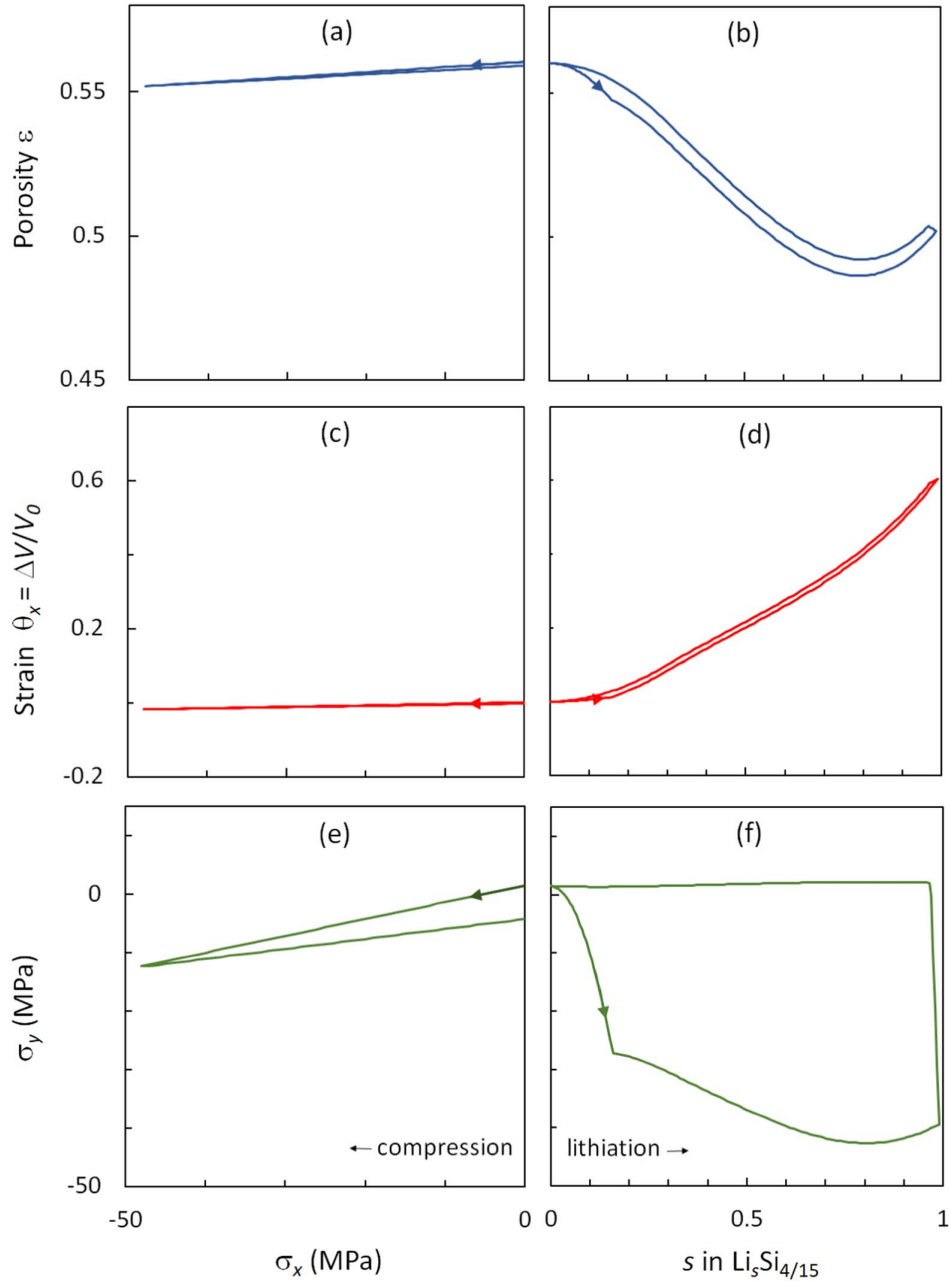 (a)
(b)
0.55
0.5
0.45
Porosity ε
(c)
(d)
0.6
0.2
-0.2
Strain θx = ΔV/V0
(e)
(f)
0
-50
σy (MPa)
← compression
lithiation →
-50
0
0
0.5
1
σx (MPa)
s in LisSi4/15